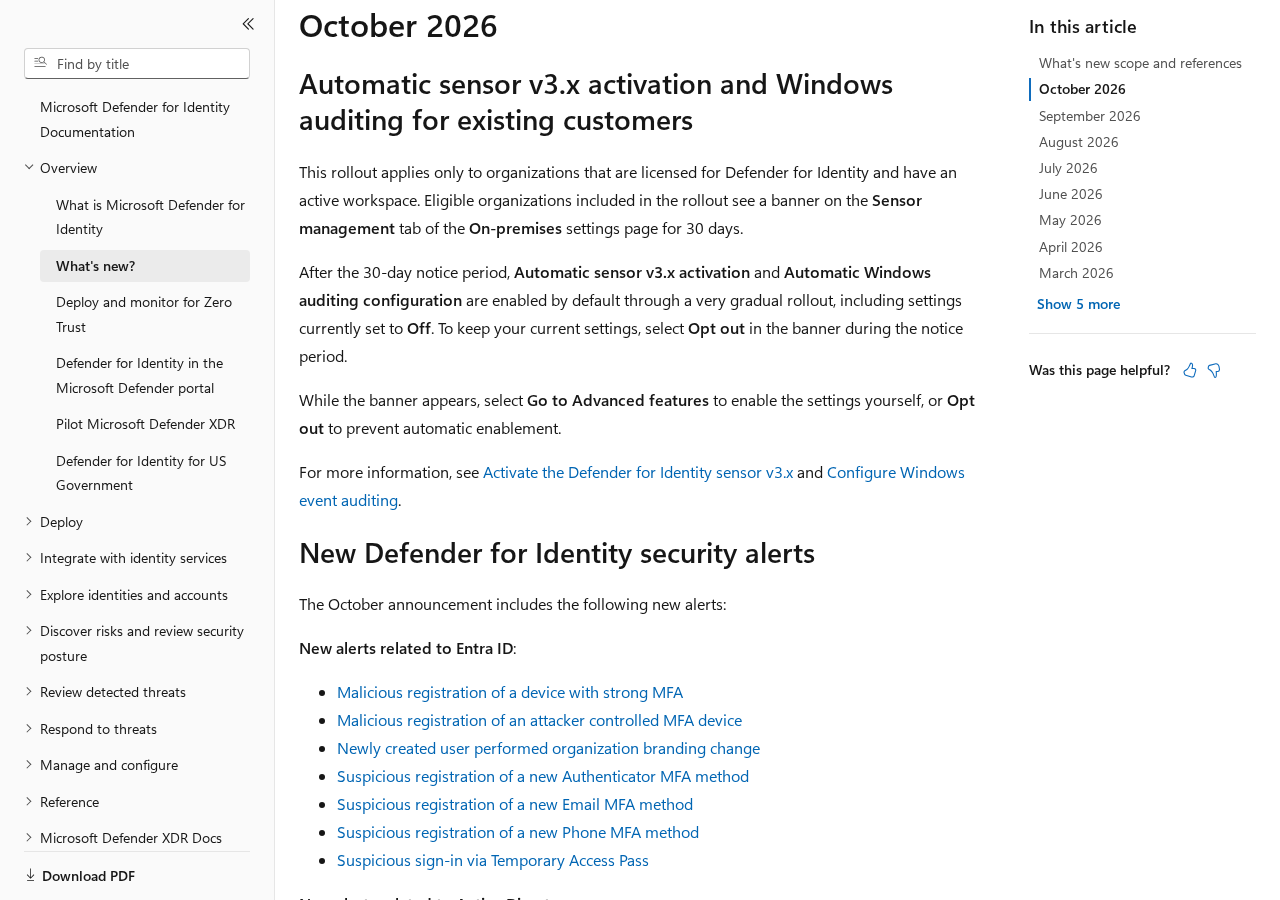 Find by title
Microsoft Defender for Identity
Documentation
Overview
What is Microsoft Defender for
Identity
What's new?
Deploy and monitor for Zero
Trust
Defender for Identity in the
Microsoft Defender portal
Pilot Microsoft Defender XDR
Defender for Identity for US
Government
Deploy
Integrate with identity services
Explore identities and accounts
Discover risks and review security
posture
Review detected threats
Respond to threats
Manage and configure
Reference
Microsoft Defender XDR Docs
Download PDF
October 2026
Automatic sensor v3.x activation and Windows
auditing for existing customers
This rollout applies only to organizations that are licensed for Defender for Identity and have an
active workspace. Eligible organizations included in the rollout see a banner on the Sensor
management tab of the On-premises settings page for 30 days.
After the 30-day notice period, Automatic sensor v3.x activation and Automatic Windows
auditing configuration are enabled by default through a very gradual rollout, including settings
currently set to Off. To keep your current settings, select Opt out in the banner during the notice
period.
While the banner appears, select Go to Advanced features to enable the settings yourself, or Opt
out to prevent automatic enablement.
For more information, see Activate the Defender for Identity sensor v3.x and Configure Windows
event auditing.
New Defender for Identity security alerts
The October announcement includes the following new alerts:
New alerts related to Entra ID:
Malicious registration of a device with strong MFA
Malicious registration of an attacker controlled MFA device
Newly created user performed organization branding change
Suspicious registration of a new Authenticator MFA method
Suspicious registration of a new Email MFA method
Suspicious registration of a new Phone MFA method
Suspicious sign-in via Temporary Access Pass
In this article
What's new scope and references
October 2026
September 2026
August 2026
July 2026
June 2026
May 2026
April 2026
March 2026
Show 5 more
Was this page helpful?